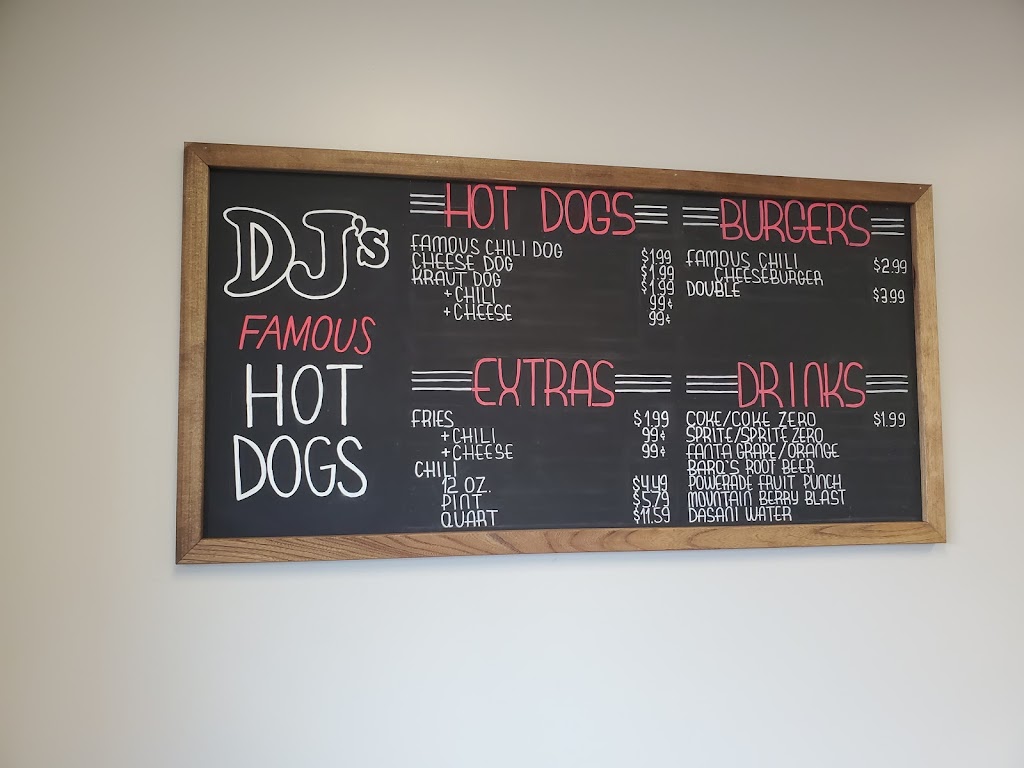 DJ's
FAMOUS
HOT
DOGS
HOT DOGS
FAMOUS CHILI DOG $1.99
CHEESE DOG $1.99
KRAUT DOG $1.99
+CHILI 99¢
+CHEESE 99¢
BURGERS
FAMOUS CHILI $2.99
CHEESEBURGER
DOUBLE $3.99
EXTRAS
FRIES $1.99
+CHILI 99¢
+CHEESE 99¢
CHILI
12 OZ. $4.49
PINT $5.79
QUART $11.59
DRINKS
COKE/COKE ZERO $1.99
SPRITE/SPRITE ZERO
FANTA GRAPE/ORANGE
BARQ'S ROOT BEER
POWERADE FRUIT PUNCH
MOUNTAIN BERRY BLAST
DASANI WATER